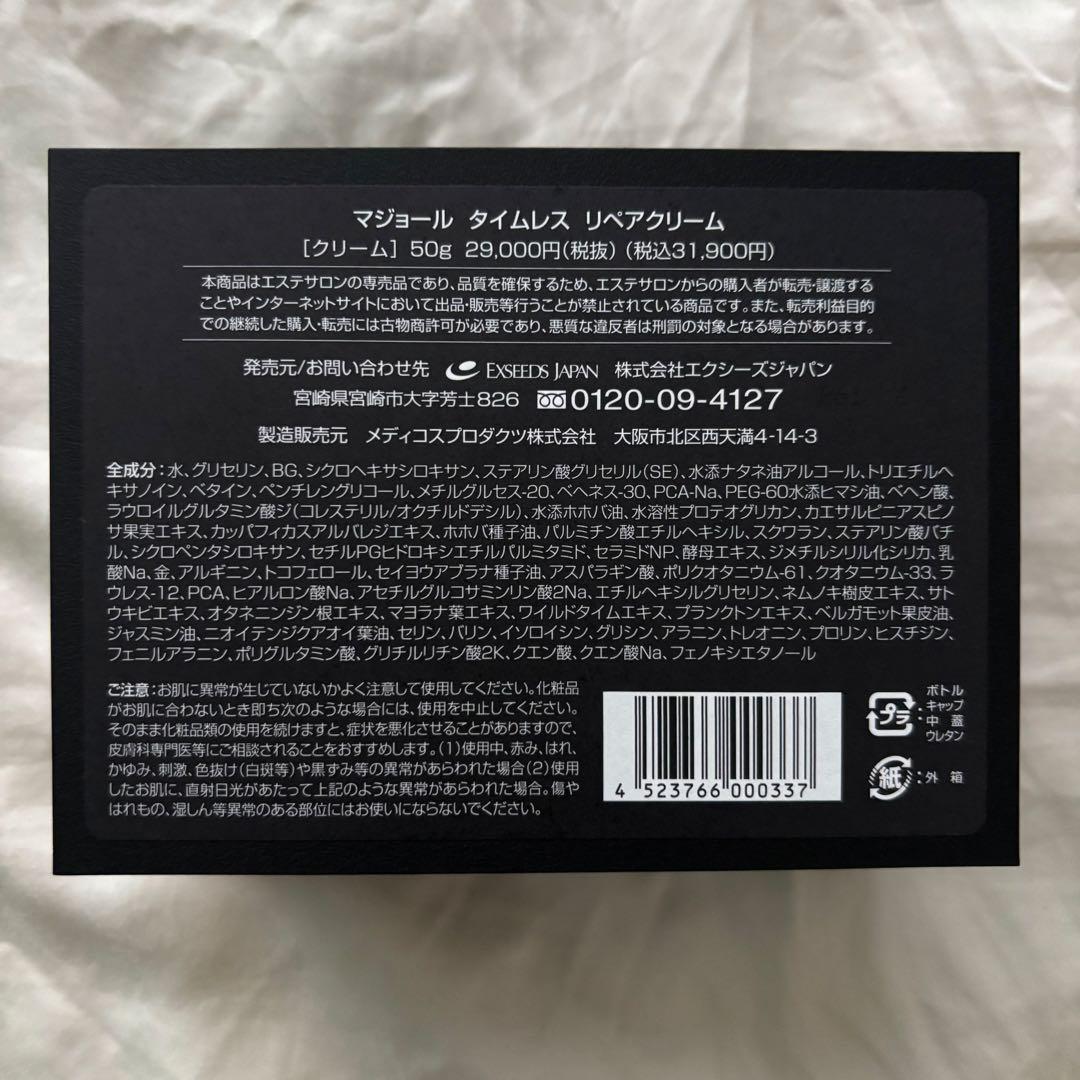 マジョール タイムレス リペアクリーム
[クリーム] 50g 29,000円(税抜) (税込31,900円)
本商品はエステサロンの専売品であり、品質を確保するため、エステサロンからの購入者が転売・譲渡する
ことやインターネットサイトにおいて出品・販売等行うことが禁止されている商品です。また、転売利益目的
での継続した購入・転売には古物商許可が必要であり、悪質な違反者は刑罰の対象となる場合があります。
発売元/お問い合わせ先 EXSEEDS JAPAN 株式会社エクシーズジャパン
宮崎県宮崎市大字芳士826 0120-09-4127
製造販売元 メディコスプロダクツ株式会社 大阪市北区西天満4-14-3
全成分:水、グリセリン、BG、シクロヘキサシロキサン、ステアリン酸グリセリル(SE)、水添ナタネ油アルコール、トリエチルヘ
キサノイン、ベタイン、ペンチレングリコール、メチルグルセス-20、ベヘネス-30、PCA-Na、PEG-60水添ヒマシ油、ベヘン酸、
ラウロイルグルタミン酸ジ(コレステリル/オクチルドデシル)、水添ホホバ油、水溶性プロテオグリカン、カエサルピニアスピノ
サ果実エキス、カッパフィカスアルバレジエキス、ホホバ種子油、パルミチン酸エチルヘキシル、スクワラン、ステアリン酸バチ
ル、シクロペンタシロキサン、セチルPGヒドロキシエチルパルミタミド、セラミドNP、酵母エキス、ジメチルシリル化シリカ、乳
酸Na、金、アルギニン、トコフェロール、セイヨウアブラナ種子油、アスパラギン酸、ポリクオタニウム-61、クオタニウム-33、ラ
ウレス-12、PCA、ヒアルロン酸Na、アセチルグルコサミンリン酸2Na、エチルヘキシルグリセリン、ネムノキ樹皮エキス、サト
ウキビエキス、オタネニンジン根エキス、マヨラナ葉エキス、ワイルドタイムエキス、プランクトンエキス、ベルガモット果皮油、
ジャスミン油、ニオイテンジクアオイ葉油、セリン、バリン、イソロイシン、グリシン、アラニン、トレオニン、プロリン、ヒスチジン、
フェニルアラニン、ポリグルタミン酸、グリチルリチン酸2K、クエン酸、クエン酸Na、フェノキシエタノール
ご注意:お肌に異常が生じていないかよく注意して使用してください。化粧品
がお肌に合わないとき即ち次のような場合には、使用を中止してください。
そのまま化粧品類の使用を続けますと、症状を悪化させることがありますので、
皮膚科専門医等にご相談されることをおすすめします。(1)使用中、赤み、はれ、
かゆみ、刺激、色抜け(白斑等)や黒ずみ等の異常があらわれた場合(2)使用
したお肌に、直射日光があたって上記のような異常があらわれた場合。傷や
はれもの、湿しん等異常のある部位にはお使いにならないでください。
4 523766 000337
プラ
:ボトル
キャップ
中蓋
ウレタン
紙
:外箱